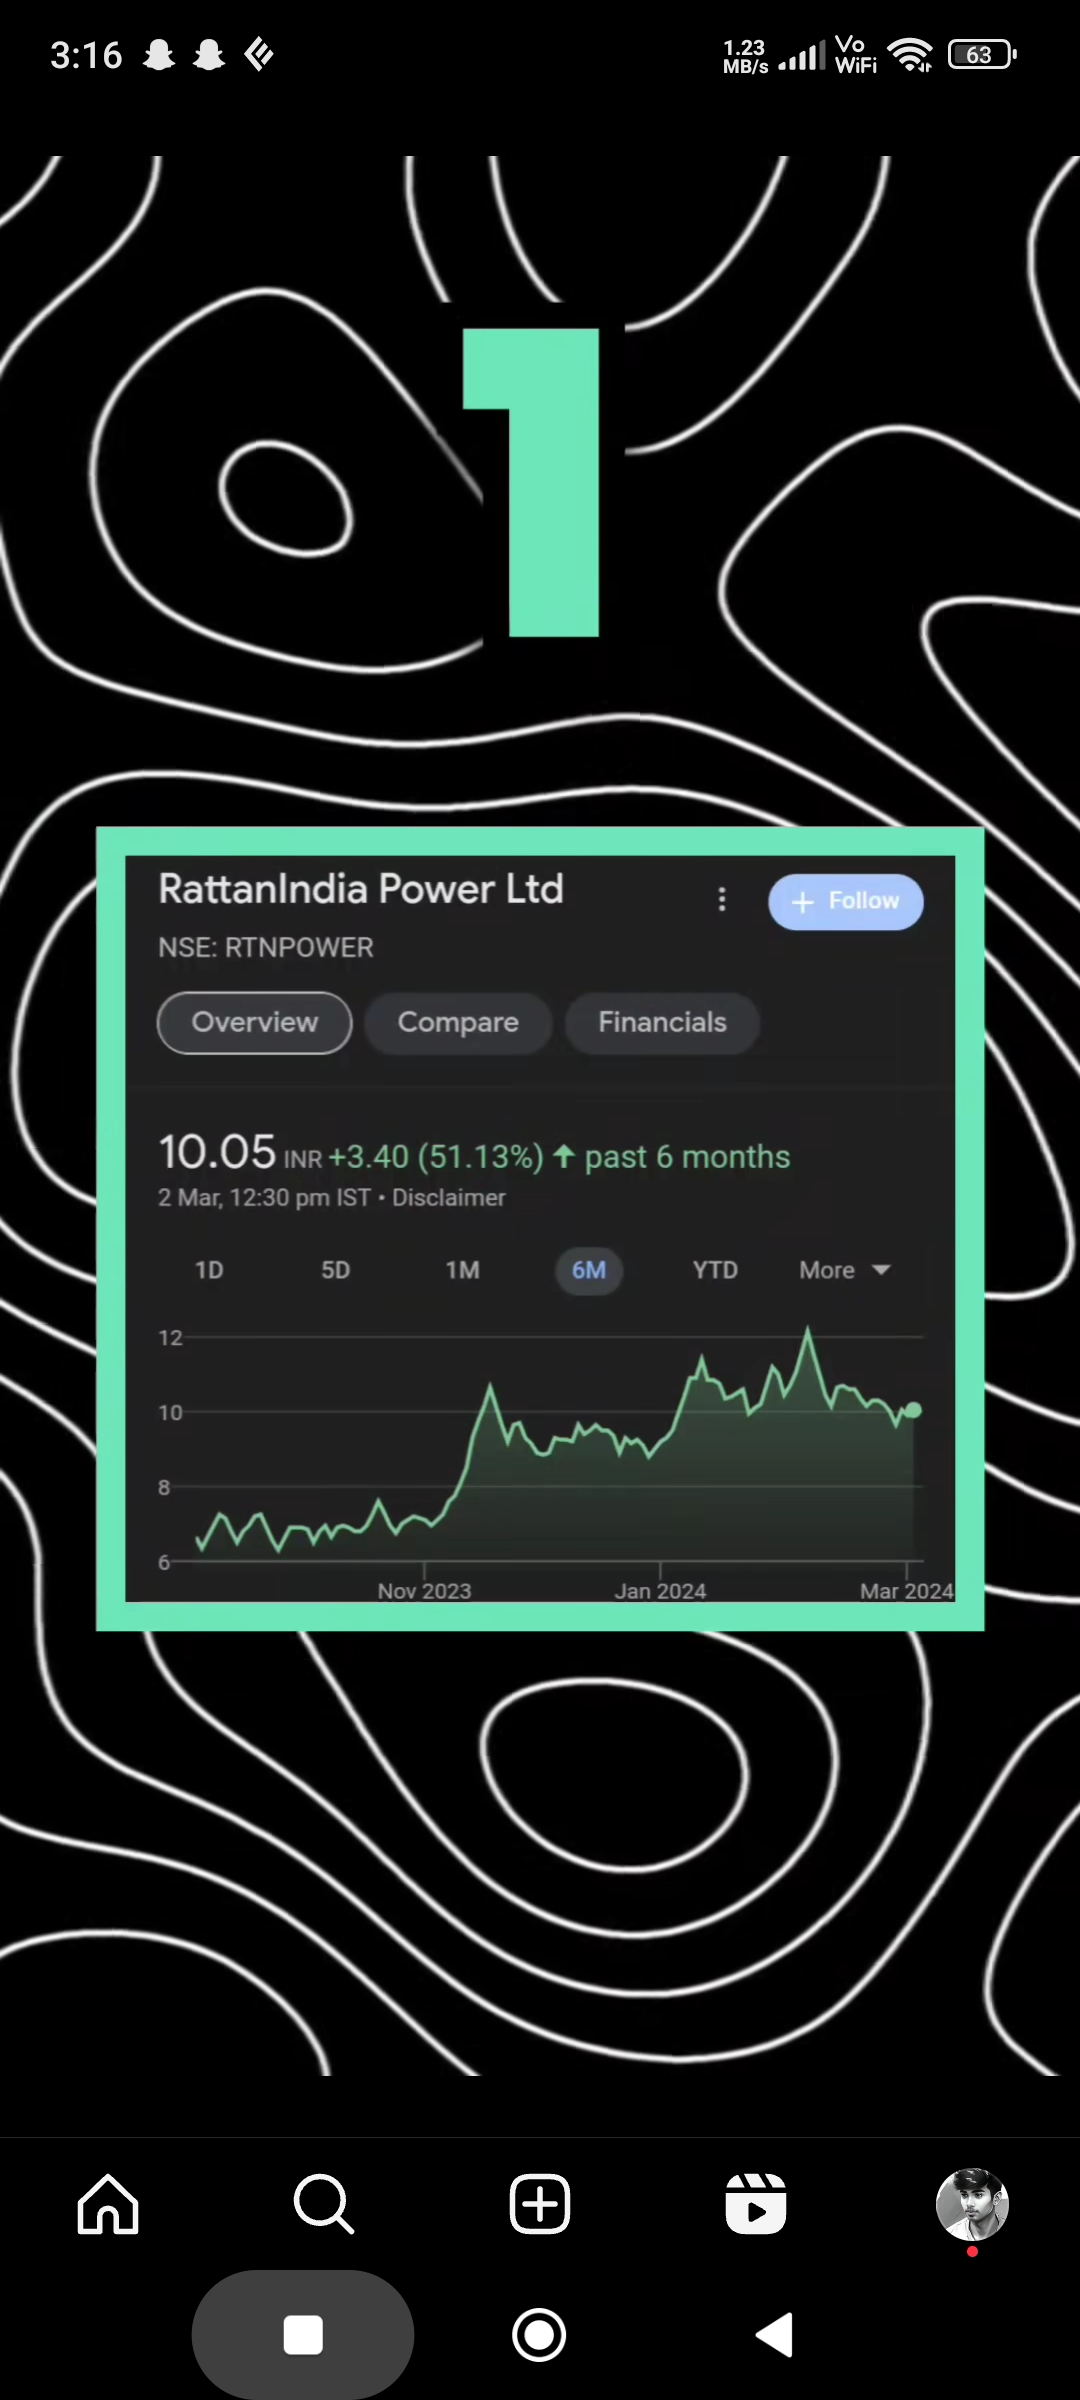 3:16
1.23
MB/s
Vo
WiFi
63
1
RattanIndia Power Ltd
+ Follow
NSE: RTNPOWER
Overview Compare Financials
10.05 INR +3.40 (51.13%) ↑ past 6 months
2 Mar, 12:30 pm IST • Disclaimer
1D 5D 1M 6M YTD More
12
10
8
6
Nov 2023 Jan 2024 Mar 2024